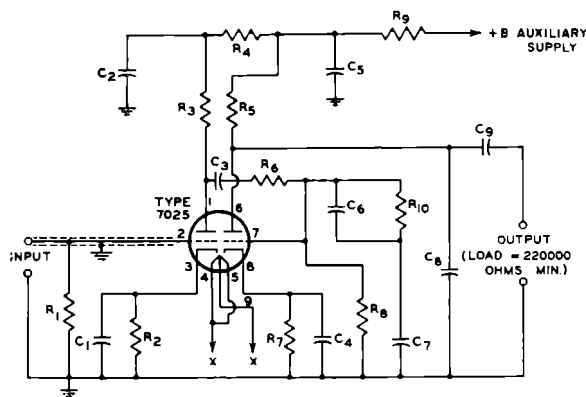 R9
+B AUXILIARY
SUPPLY
R4
C2
C5
R3
R5
C9
C3
R6
TYPE
7025
1
6
C6
R10
2
7
INPUT
OUTPUT
(LOAD = 220000
OHMS MIN.)
C8
3
4
5
8
9
R1
C1
R2
R7
C4
R8
C7
X
X